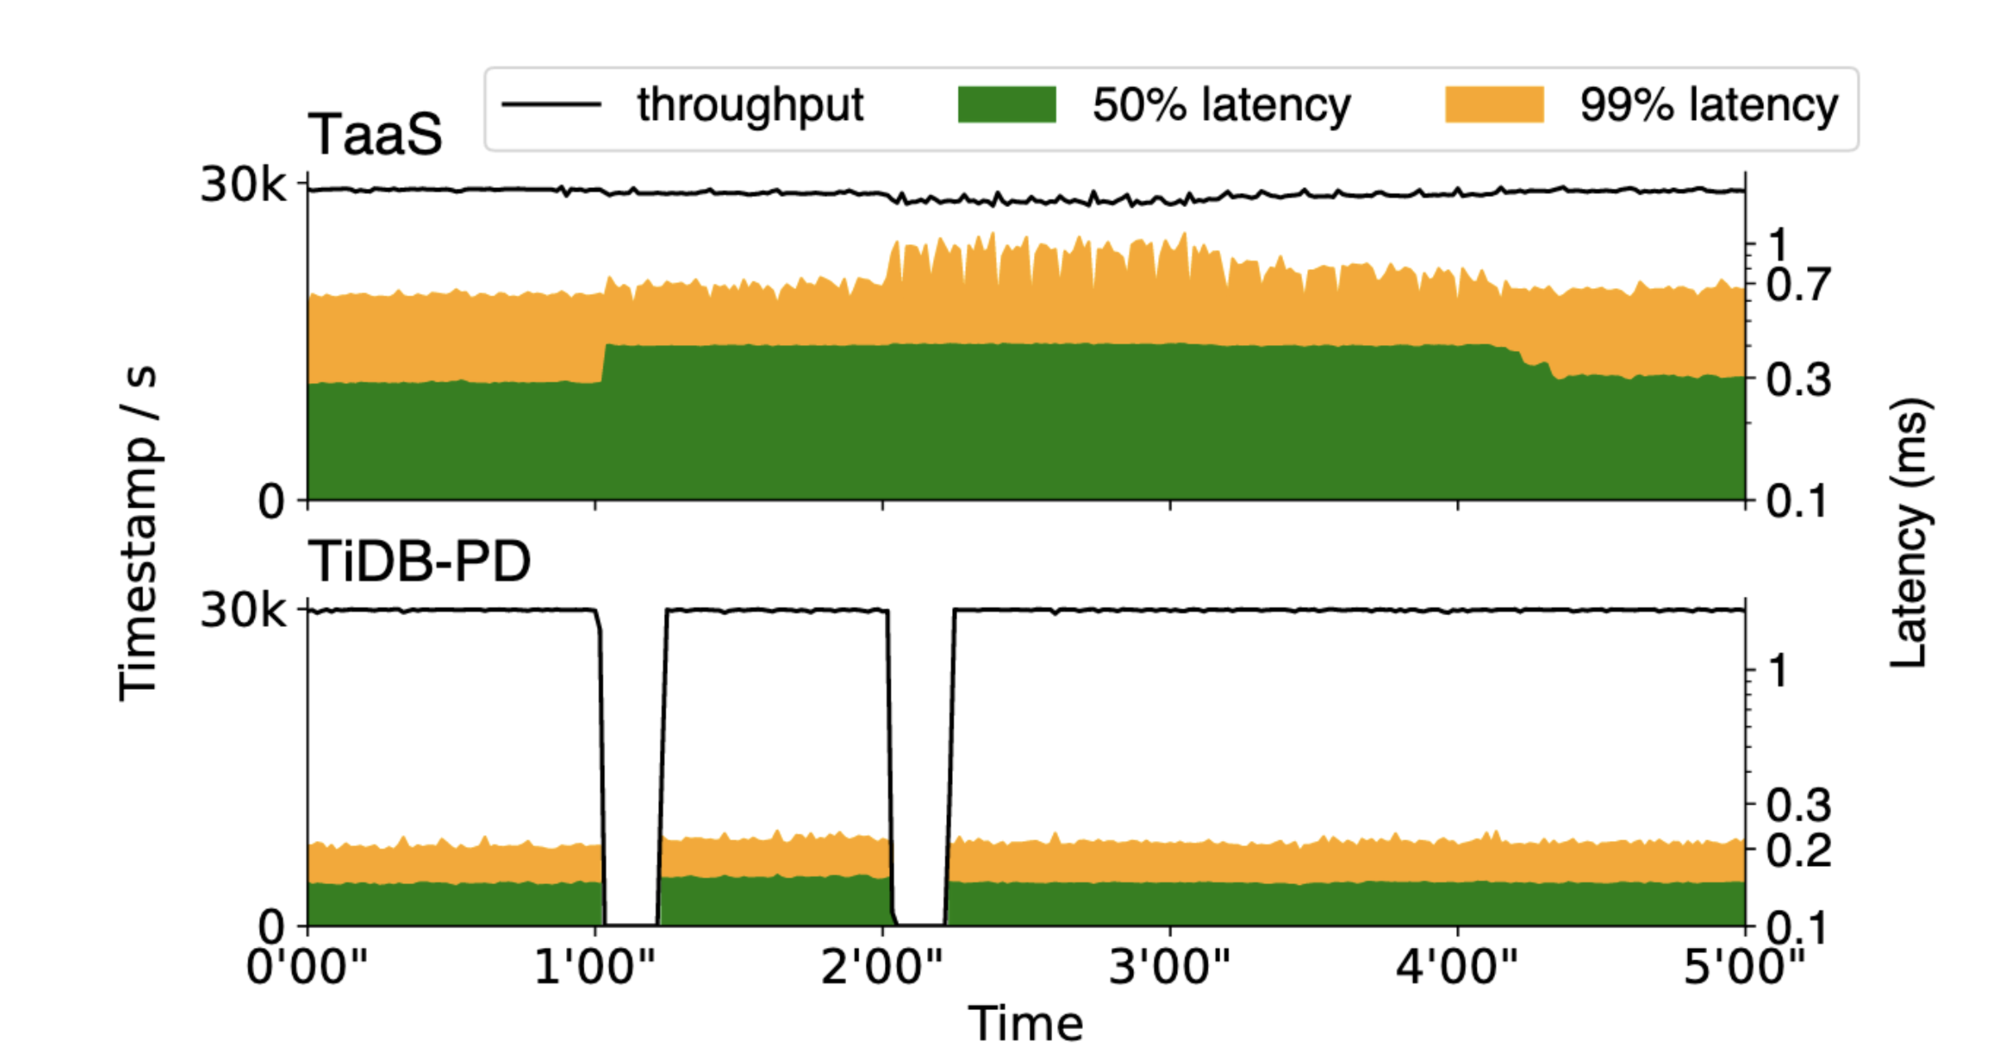 throughput 50% latency 99% latency
TaaS
30k
0
1
0.7
0.3
0.1
TiDB-PD
30k
0
1
0.3
0.2
0.1
0'00" 1'00" 2'00" 3'00" 4'00" 5'00"
Time
Timestamp / s
Latency (ms)